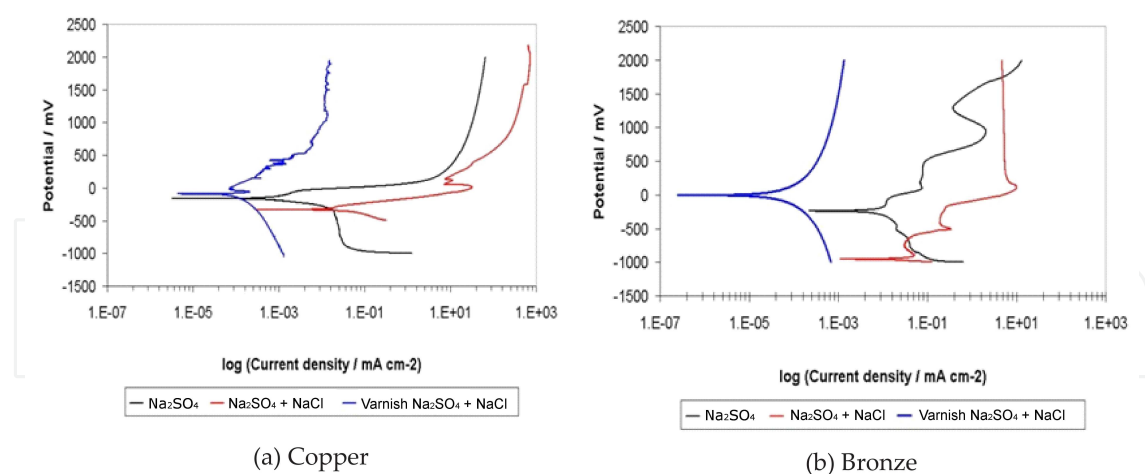 2500
2000
1500
1000
500
0
-500
-1000
-1500
Potential / mV
1.E-07 1.E-05 1.E-03 1.E-01 1.E+01 1.E+03
log (Current density / mA cm-2)
Na₂SO₄ Na₂SO₄ + NaCl Varnish Na₂SO₄ + NaCl
(a) Copper
2500
2000
1500
1000
500
0
-500
-1000
-1500
Potential / mV
1.E-07 1.E-05 1.E-03 1.E-01 1.E+01 1.E+03
log (Current density / mA cm-2)
Na₂SO₄ Na₂SO₄ + NaCl Varnish Na₂SO₄ + NaCl
(b) Bronze